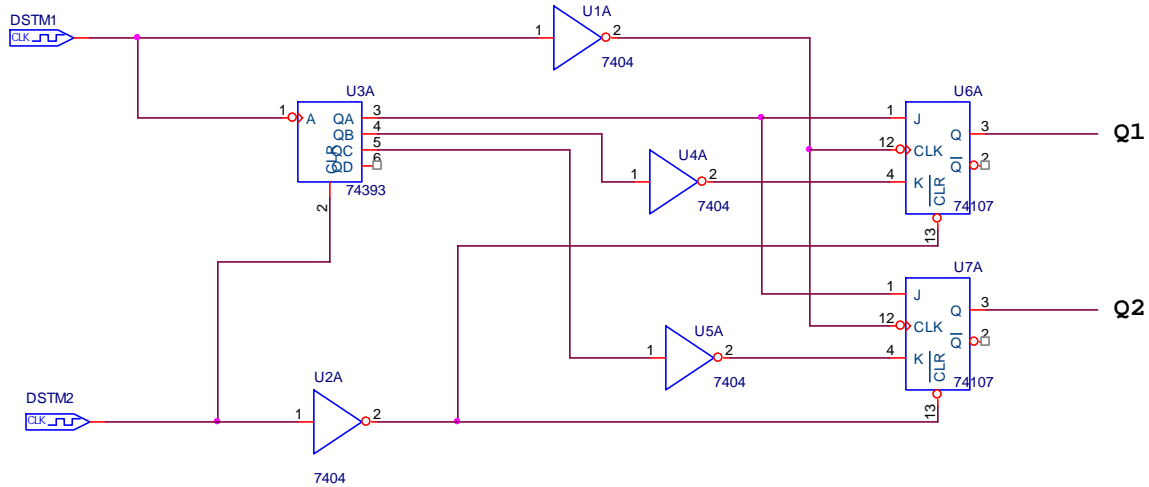 DSTM1
CLK
U1A
1
2
7404
U3A
1
A
QA
3
QB
4
QC
5
QD
6
CLR
2
74393
U4A
1
2
7404
U6A
1
J
Q
3
Q1
12
CLK
Q
2
4
K
CLR
74107
13
U7A
1
J
Q
3
Q2
12
CLK
Q
2
U5A
1
2
7404
4
K
CLR
74107
13
DSTM2
CLK
U2A
1
2
7404